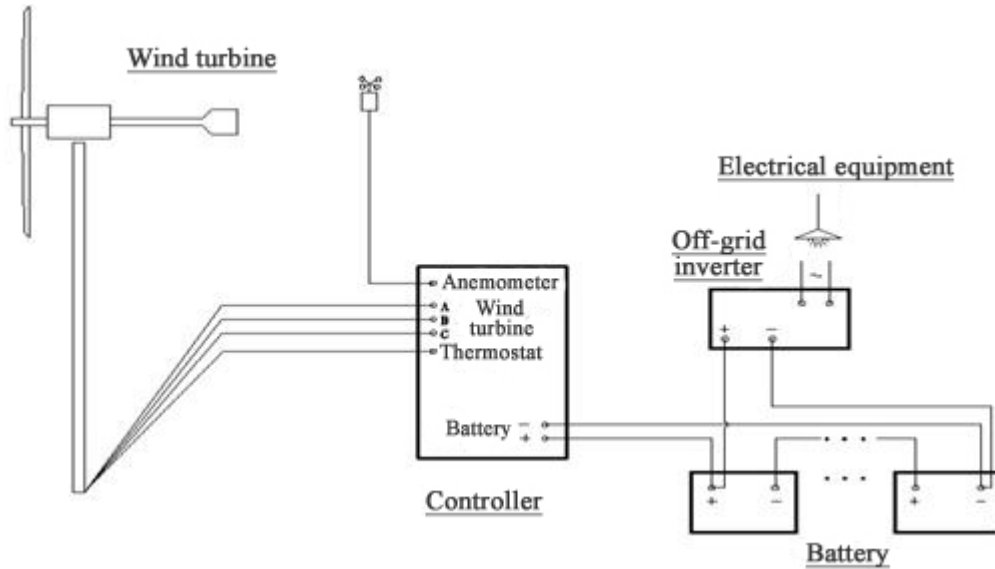 Wind turbine
Electrical equipment
Off-grid
inverter
~
+ −
Anemometer
A Wind
B turbine
C
Thermostat
Battery −
+
Controller
+ − + −
Battery